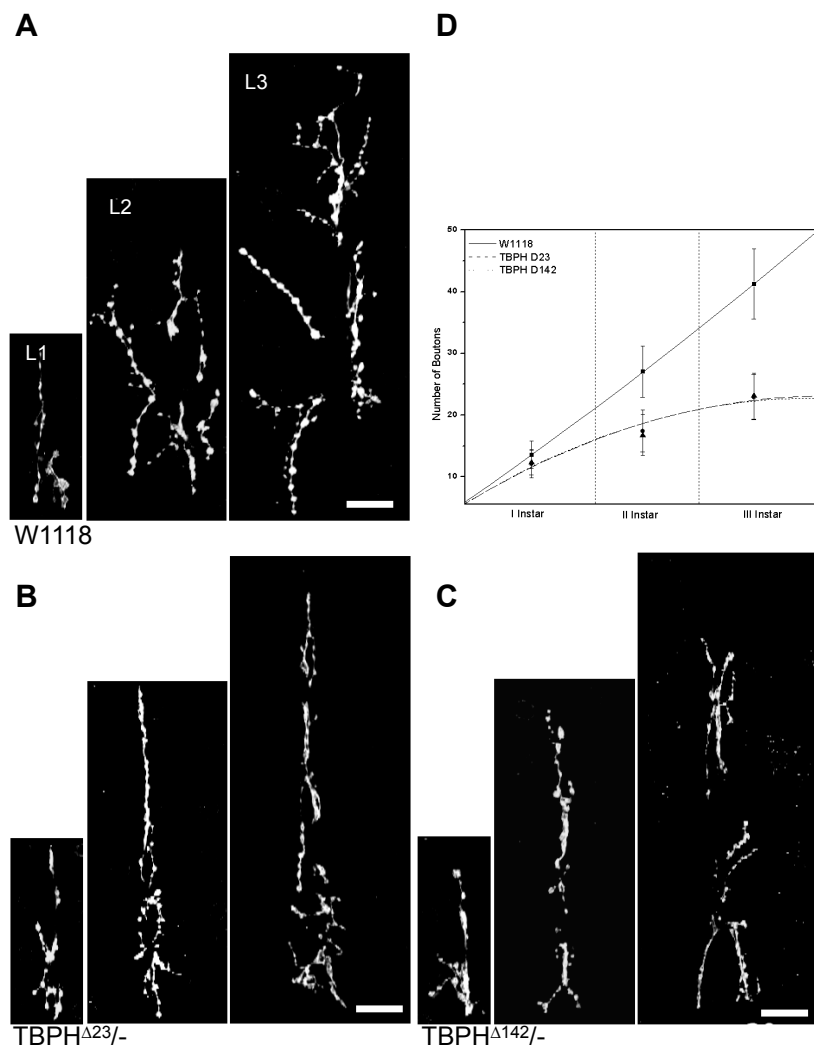 A
L1
L2
L3
W1118
D
W1118
TBPH D23
TBPH D142
Number of Boutons
50
40
30
20
10
I Instar
II Instar
III Instar
B
TBPH^Δ23/-
C
TBPH^Δ142/-